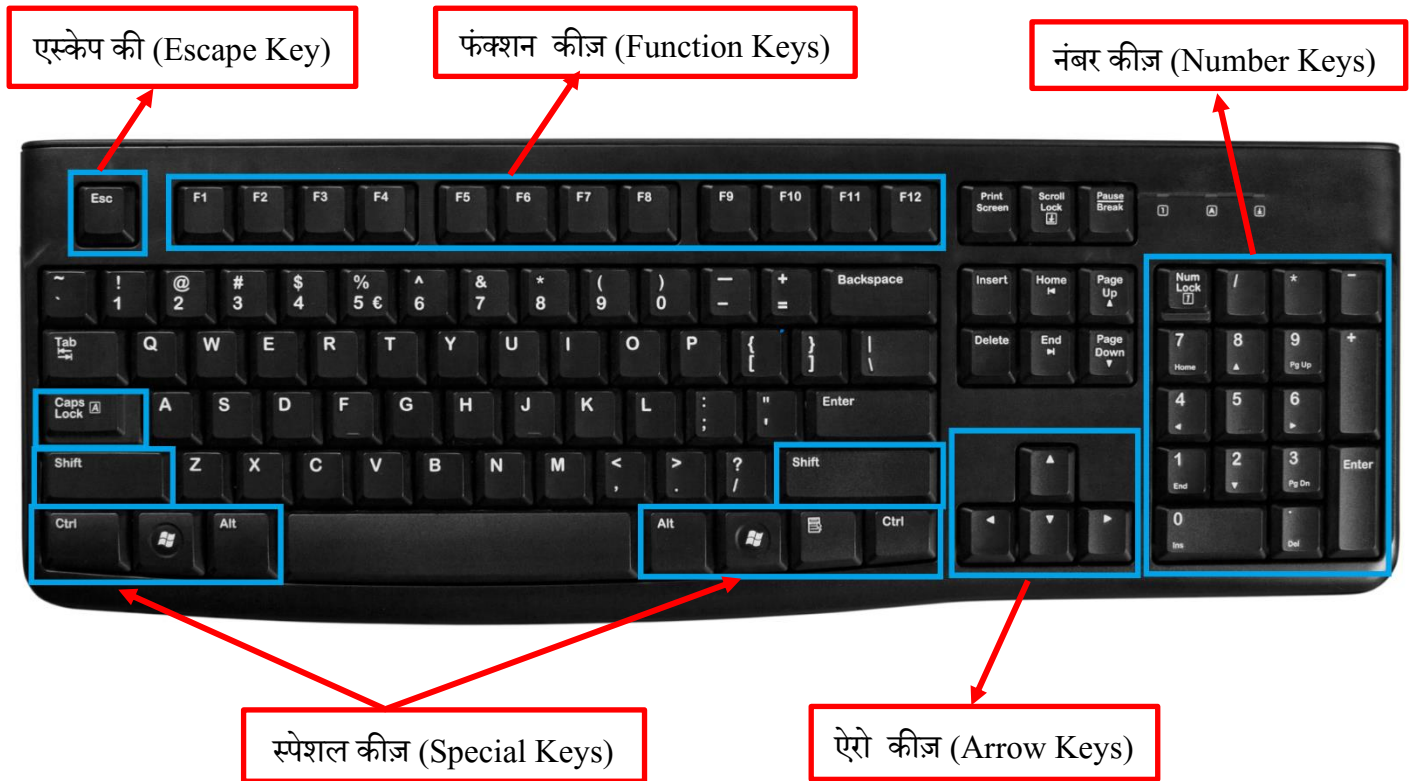 एस्केप की (Escape Key)
फंक्शन कीज़ (Function Keys)
नंबर कीज़ (Number Keys)
Esc F1 F2 F3 F4 F5 F6 F7 F8 F9 F10 F11 F12 Print Screen Scroll Lock Pause Break 1 A
~ ! @ # $ % ^ & * ( ) — +
` 1 2 3 4 5 € 6 7 8 9 0 – = Backspace
Insert Home Page Up
Num Lock 1 / * -
Tab Q W E R T Y U I O P { [ } ] | \
Delete End Page Down
7 Home 8 9 Pg Up +
Caps Lock A A S D F G H J K L : ; " ' Enter
4 5 6
Shift Z X C V B N M < , > . ? / Shift
1 End 2 3 Pg Dn Enter
Ctrl Alt Alt Ctrl
0 Ins . Del
स्पेशल कीज़ (Special Keys)
ऐरो कीज़ (Arrow Keys)